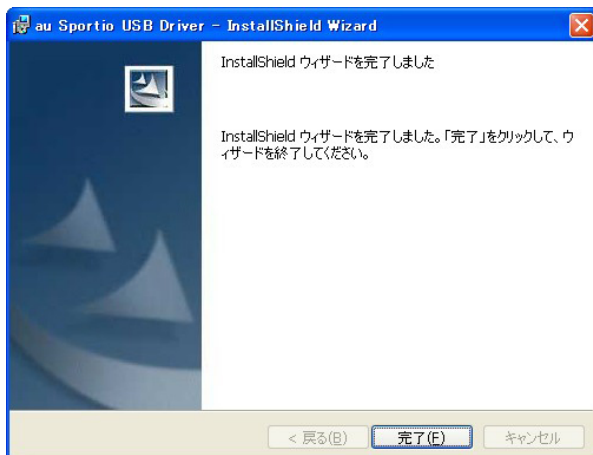 au Sportio USB Driver - InstallShield Wizard
InstallShield ウィザードを完了しました
InstallShield ウィザードを完了しました。「完了」をクリックして、ウ
ィザードを終了してください。
< 戻る(B)
完了(F)
キャンセル